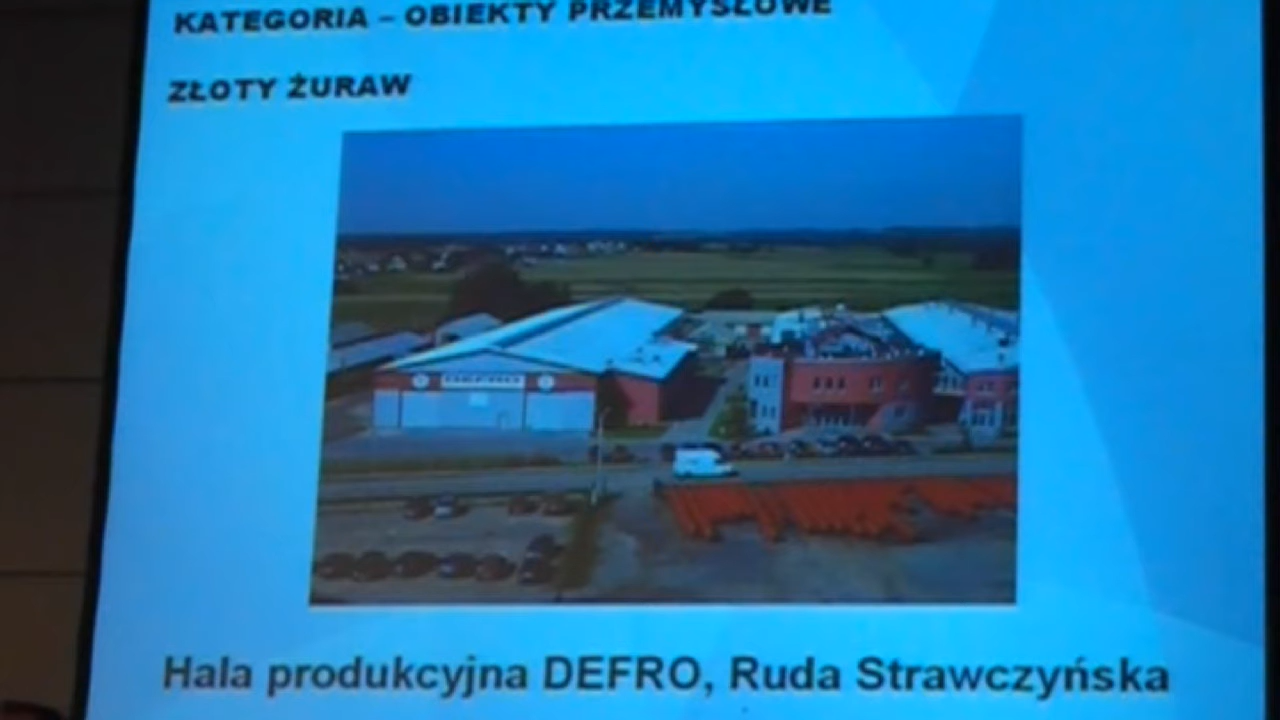 KATEGORIA – OBIEKTY PRZEMYSŁOWE
ZŁOTY ŻURAW
Hala produkcyjna DEFRO, Ruda Strawczyńska